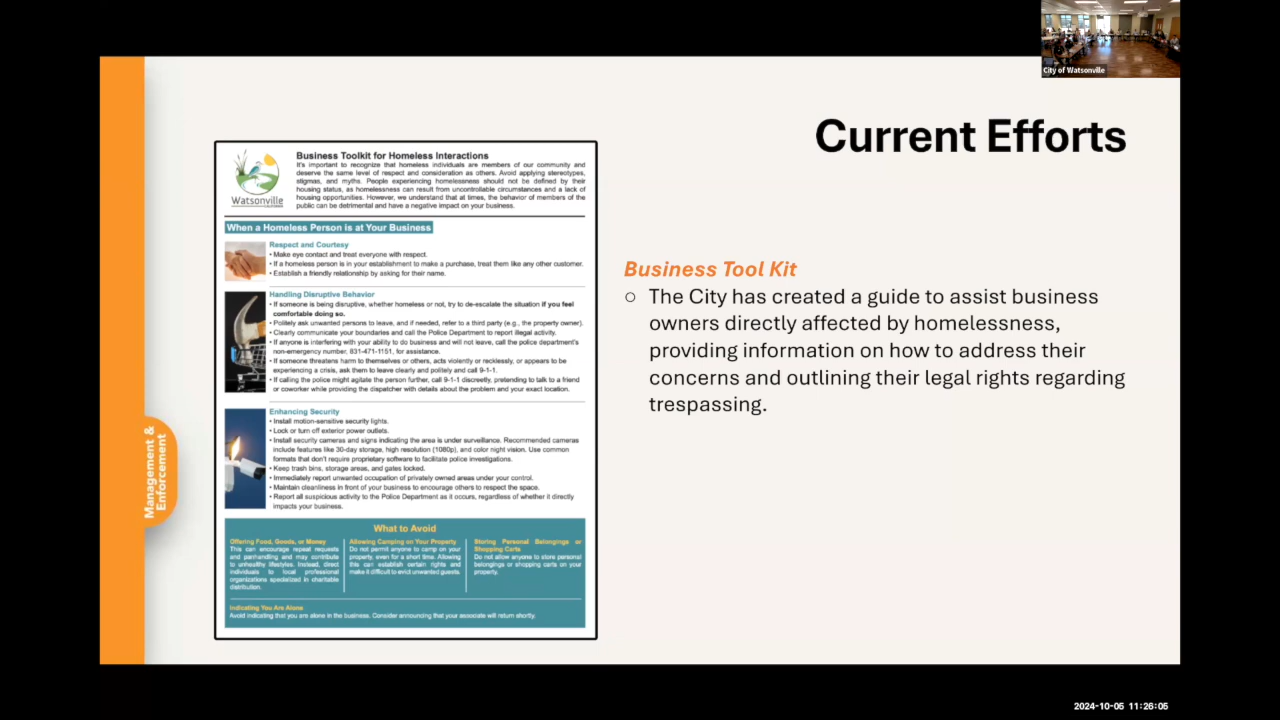 City of Watsonville
Current Efforts
Watsonville
Business Toolkit for Homeless Interactions
It's important to recognize that homeless individuals are members of our community and
deserve the same level of respect and consideration as others. Avoid applying stereotypes,
stigmas, and myths. People experiencing homelessness should not be defined by their
housing status, as homelessness can result from uncontrollable circumstances and a lack of
housing opportunities. However, we understand that at times, the behavior of members of the
public can be detrimental and have a negative impact on your business.
When a Homeless Person is at Your Business
Respect and Courtesy
• Make eye contact and treat everyone with respect.
• If a homeless person is in your establishment to make a purchase, treat them like any other customer.
• Establish a friendly relationship by asking for their name.
Handling Disruptive Behavior
• If someone is being disruptive, whether homeless or not, try to de-escalate the situation if you feel
comfortable doing so.
• Politely ask unwanted persons to leave, and if needed, refer to a third party (e.g., the property owner).
• Clearly communicate your boundaries and call the Police Department to report illegal activity.
• If anyone is interfering with your ability to do business and will not leave, call the police department's
non-emergency number, 831-471-1151, for assistance.
• If someone threatens harm to themselves or others, acts violently or recklessly, or appears to be
experiencing a crisis, ask them to leave clearly and politely and call 9-1-1.
• If calling the police might agitate the person further, call 9-1-1 discreetly, pretending to talk to a friend
or coworker while providing the dispatcher with details about the problem and your exact location.
Enhancing Security
• Install motion-sensitive security lights.
• Lock or turn off exterior power outlets.
• Install security cameras and signs indicating the area is under surveillance. Recommended cameras
include features like 30-day storage, high resolution (1080p), and color night vision. Use common
formats that don't require proprietary software to facilitate police investigations.
• Keep trash bins, storage areas, and gates locked.
• Immediately report unwanted occupation of privately owned areas under your control.
• Maintain cleanliness in front of your business to encourage others to respect the space.
• Report all suspicious activity to the Police Department as it occurs, regardless of whether it directly
impacts your business.
What to Avoid
Offering Food, Goods, or Money
This can encourage repeat requests
and panhandling and may contribute
to unhealthy lifestyles. Instead, direct
individuals to local professional
organizations specialized in charitable
distribution.
Allowing Camping on Your Property
Do not permit anyone to camp on your
property, even for a short time. Allowing
this can establish certain rights and
make it difficult to evict unwanted guests.
Storing Personal Belongings or
Shopping Carts
Do not allow anyone to store personal
belongings or shopping carts on your
property.
Indicating You Are Alone
Avoid indicating that you are alone in the business. Consider announcing that your associate will return shortly.
Business Tool Kit
○ The City has created a guide to assist business
owners directly affected by homelessness,
providing information on how to address their
concerns and outlining their legal rights regarding
trespassing.
Management &
Enforcement
2024-10-05 11:26:05